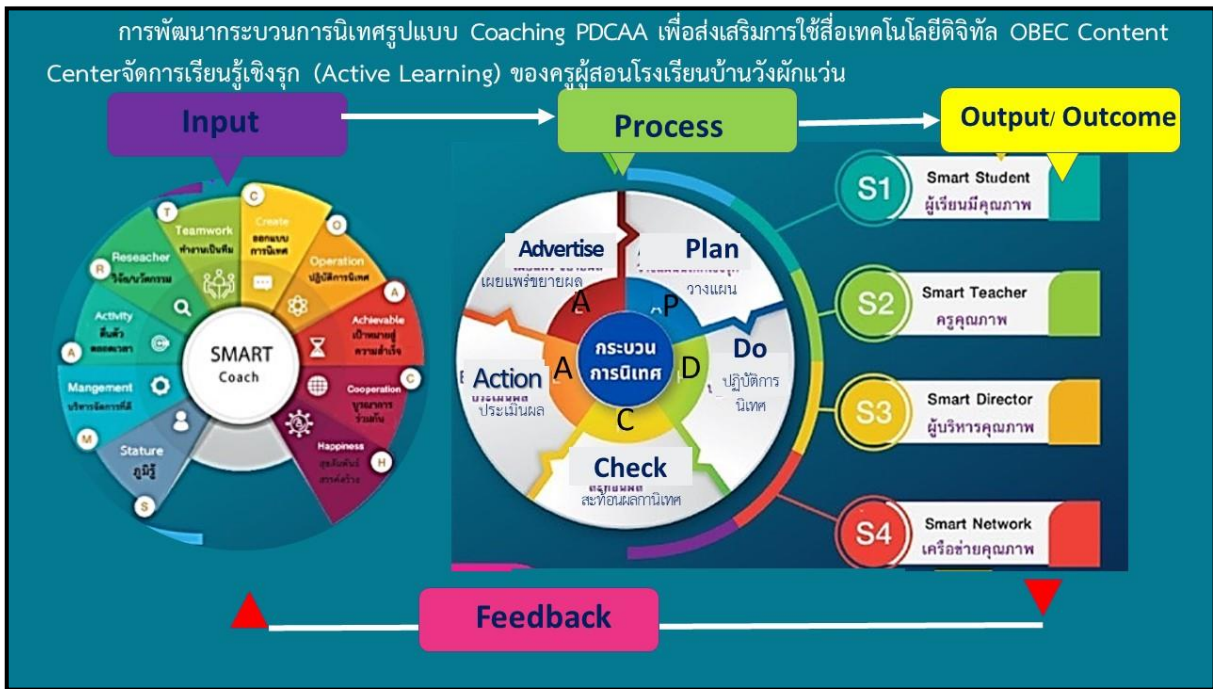 การพัฒนากระบวนการนิเทศรูปแบบ Coaching PDCAA เพื่อส่งเสริมการใช้สื่อเทคโนโลยีดิจิทัล OBEC Content
Centerจัดการเรียนรู้เชิงรุก (Active Learning) ของครูผู้สอนโรงเรียนบ้านวังผักแว่น
Input
Process
Output/ Outcome
SMART
Coach
S
Stature
ภูมิรู้
M
Mangement
บริหารจัดการที่ดี
A
Activity
ตื่นตัว
ตลอดเวลา
R
Reseacher
วิจัย/นวัตกรรม
T
Teamwork
ทำงานเป็นทีม
C
Create
ออกแบบ
การนิเทศ
O
Operation
ปฏิบัติการนิเทศ
A
Achievable
เป้าหมายสู่
ความสำเร็จ
C
Cooperation
บูรณาการ
ร่วมกัน
H
Happiness
กระบวน
การนิเทศ
P
Plan
วางแผน
D
Do
ปฏิบัติการ
นิเทศ
C
Check
สะท้อนผลกานิเทศ
A
Action
ประเมินผล
A
Advertise
เผยแพร่ขยายผล
S1
Smart Student
ผู้เรียนมีคุณภาพ
S2
Smart Teacher
ครูคุณภาพ
S3
Smart Director
ผู้บริหารคุณภาพ
S4
Smart Network
เครือข่ายคุณภาพ
Feedback